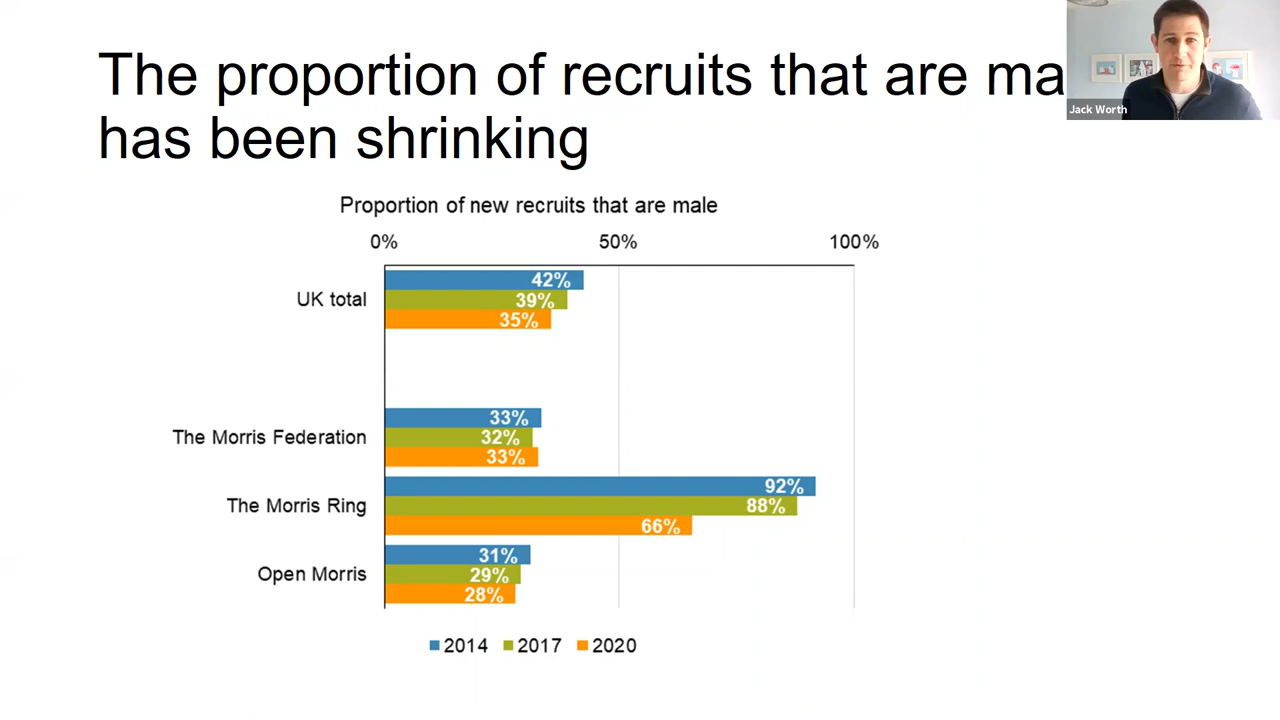 The proportion of recruits that are ma
has been shrinking
Jack Worth
Proportion of new recruits that are male
0% 50% 100%
UK total
42%
39%
35%
The Morris Federation
33%
32%
33%
The Morris Ring
92%
88%
66%
Open Morris
31%
29%
28%
2014 2017 2020